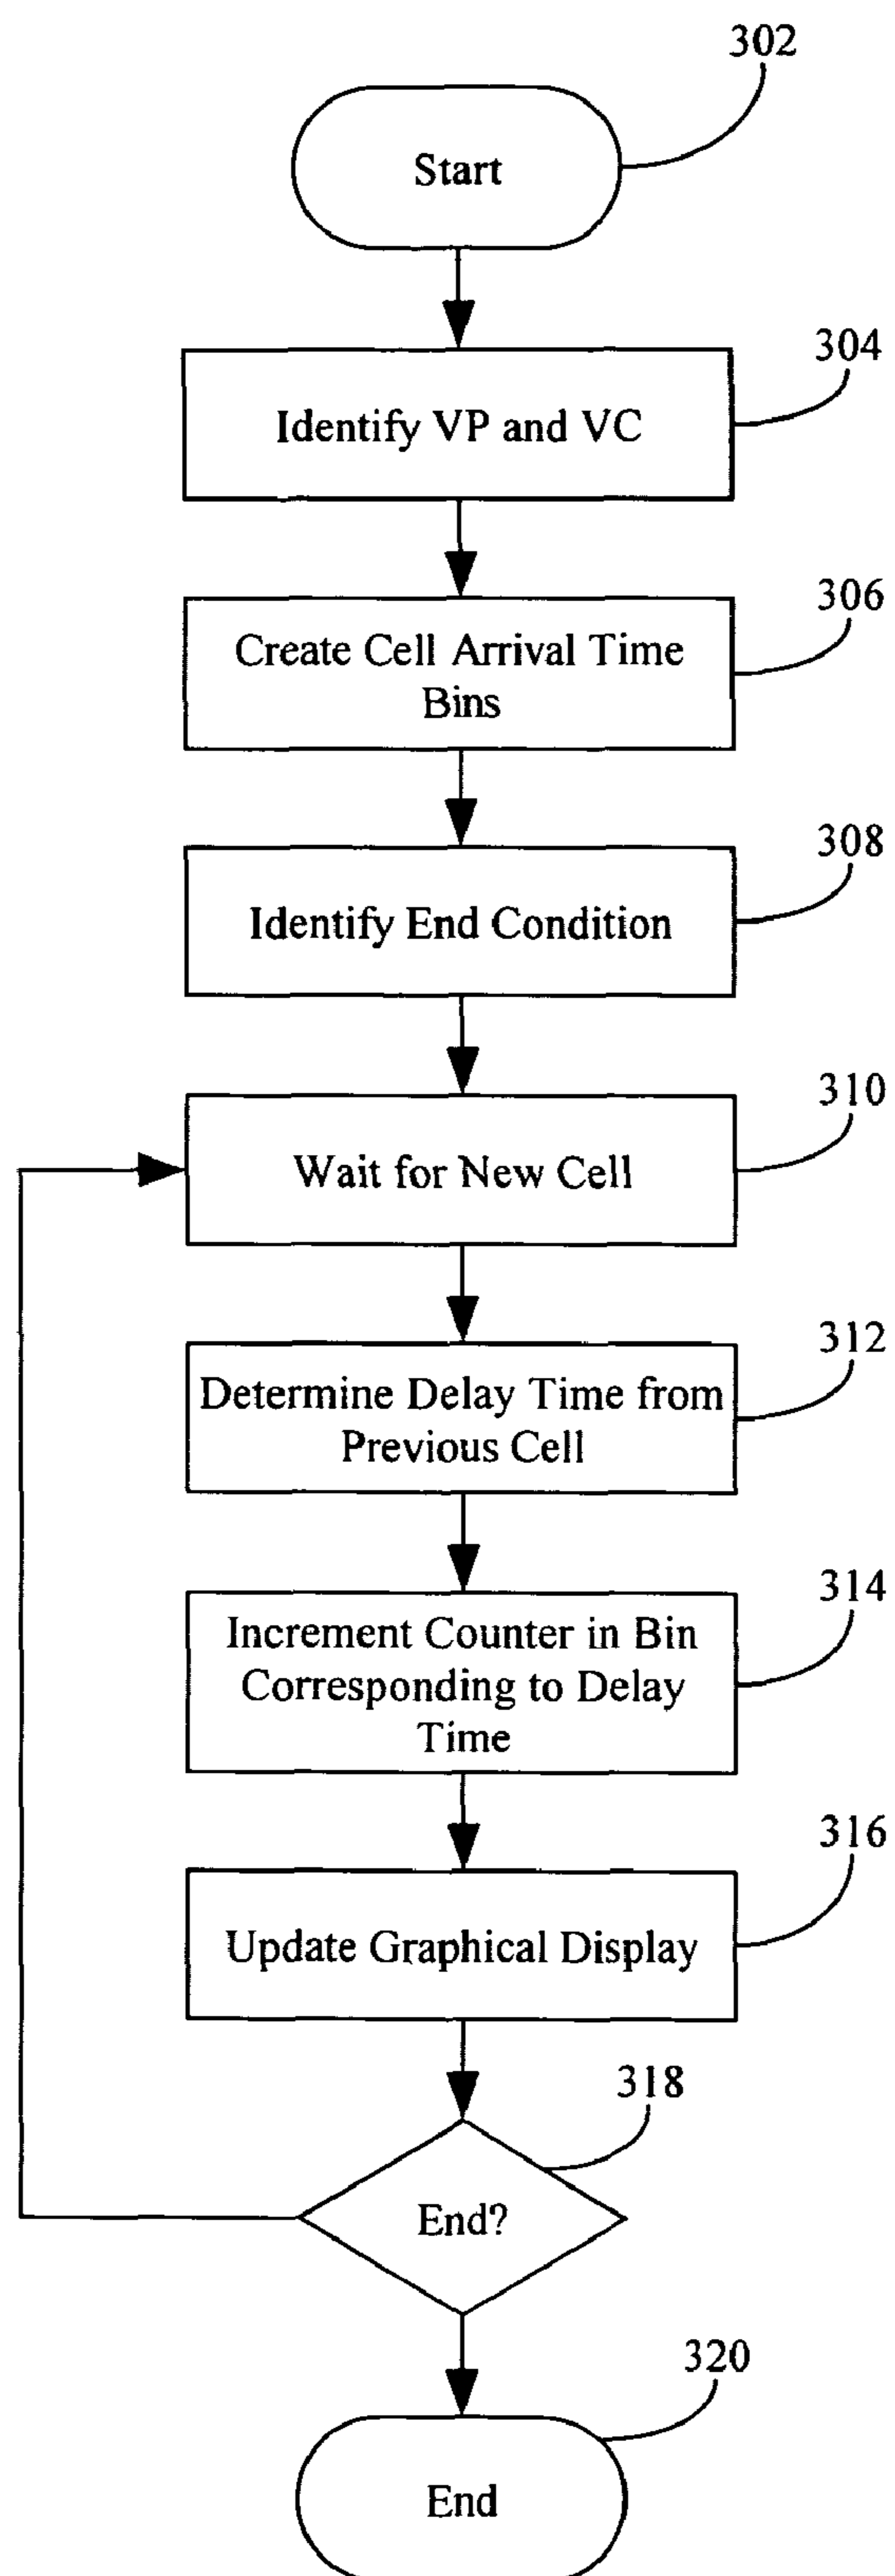 302
Start
304
Identify VP and VC
306
Create Cell Arrival Time
Bins
308
Identify End Condition
310
Wait for New Cell
312
Determine Delay Time from
Previous Cell
314
Increment Counter in Bin
Corresponding to Delay
Time
316
Update Graphical Display
318
End?
320
End